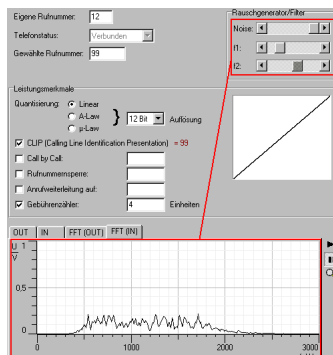 Eigene Rufnummer: 12
Telefonstatus: Verbunden
Gewählte Rufnummer: 99
Rauschgenerator/Filter
Noise:
f1:
f2:
Leistungsmerkmale
Quantisierung: Linear
A-Law
µ-Law
} 12 Bit Auflösung
CLIP (Calling Line Identification Presentation) = 99
Call by Call:
Rufnummernsperre:
Anrufweiterleitung auf:
Gebührenzähler: 4 Einheiten
OUT IN FFT (OUT) FFT (IN)
U 1
V
0,5
0
0 1000 2000 3000